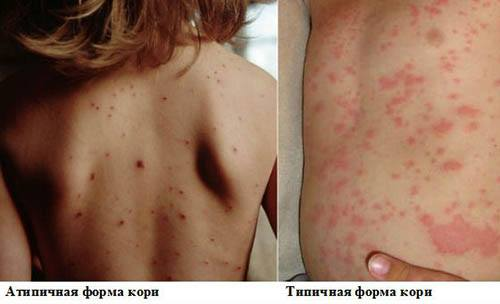 Атипичная форма кори
Типичная форма кори